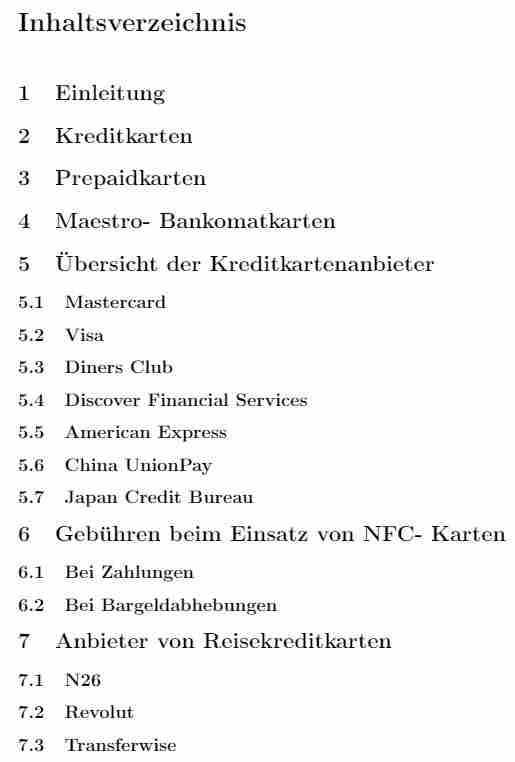 Inhaltsverzeichnis
1 Einleitung
2 Kreditkarten
3 Prepaidkarten
4 Maestro- Bankomatkarten
5 Übersicht der Kreditkartenanbieter
5.1 Mastercard
5.2 Visa
5.3 Diners Club
5.4 Discover Financial Services
5.5 American Express
5.6 China UnionPay
5.7 Japan Credit Bureau
6 Gebühren beim Einsatz von NFC- Karten
6.1 Bei Zahlungen
6.2 Bei Bargeldabhebungen
7 Anbieter von Reisekreditkarten
7.1 N26
7.2 Revolut
7.3 Transferwise